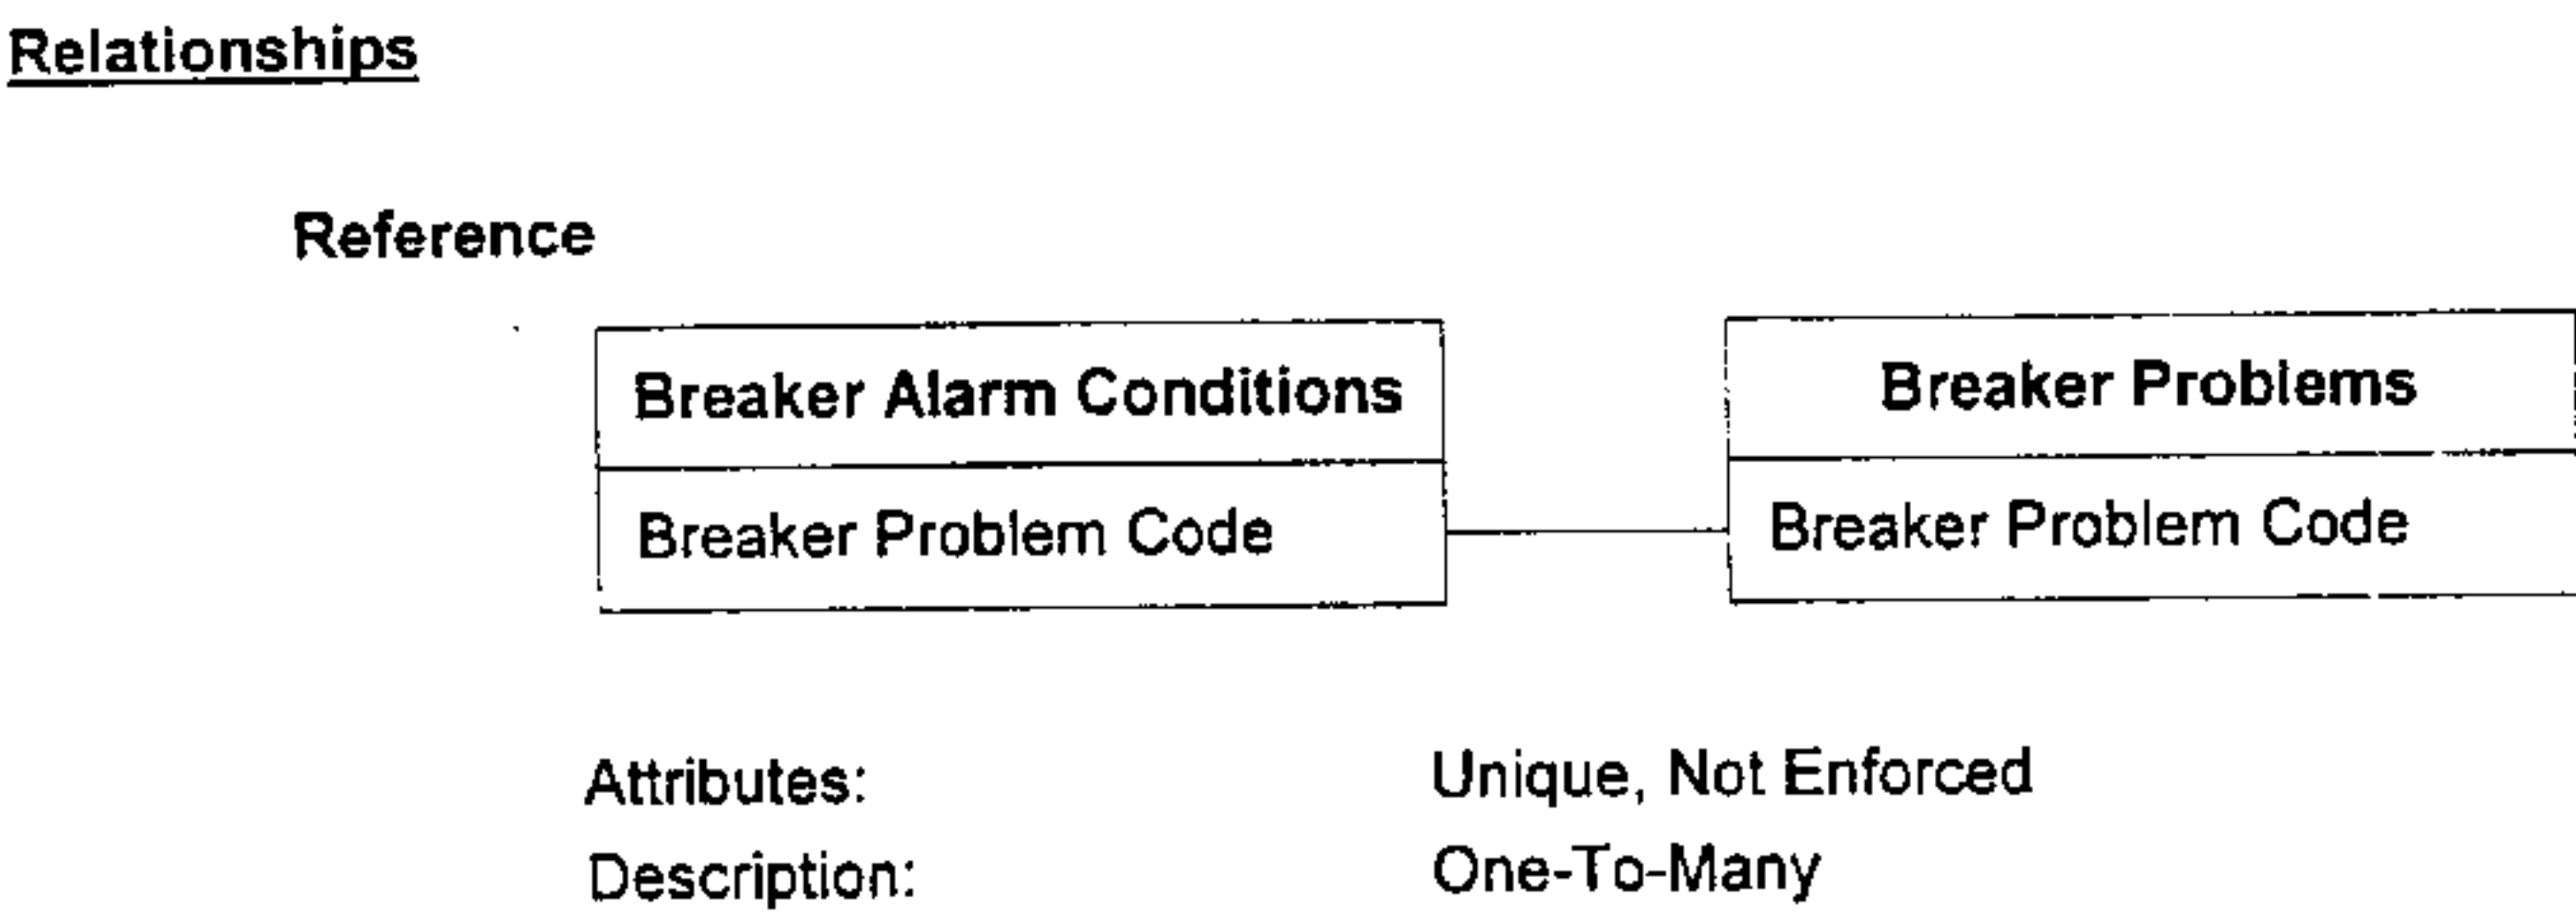 Relationships
Reference
Breaker Alarm Conditions
Breaker Problems
Breaker Problem Code
Breaker Problem Code
Attributes: Unique, Not Enforced
Description: One-To-Many